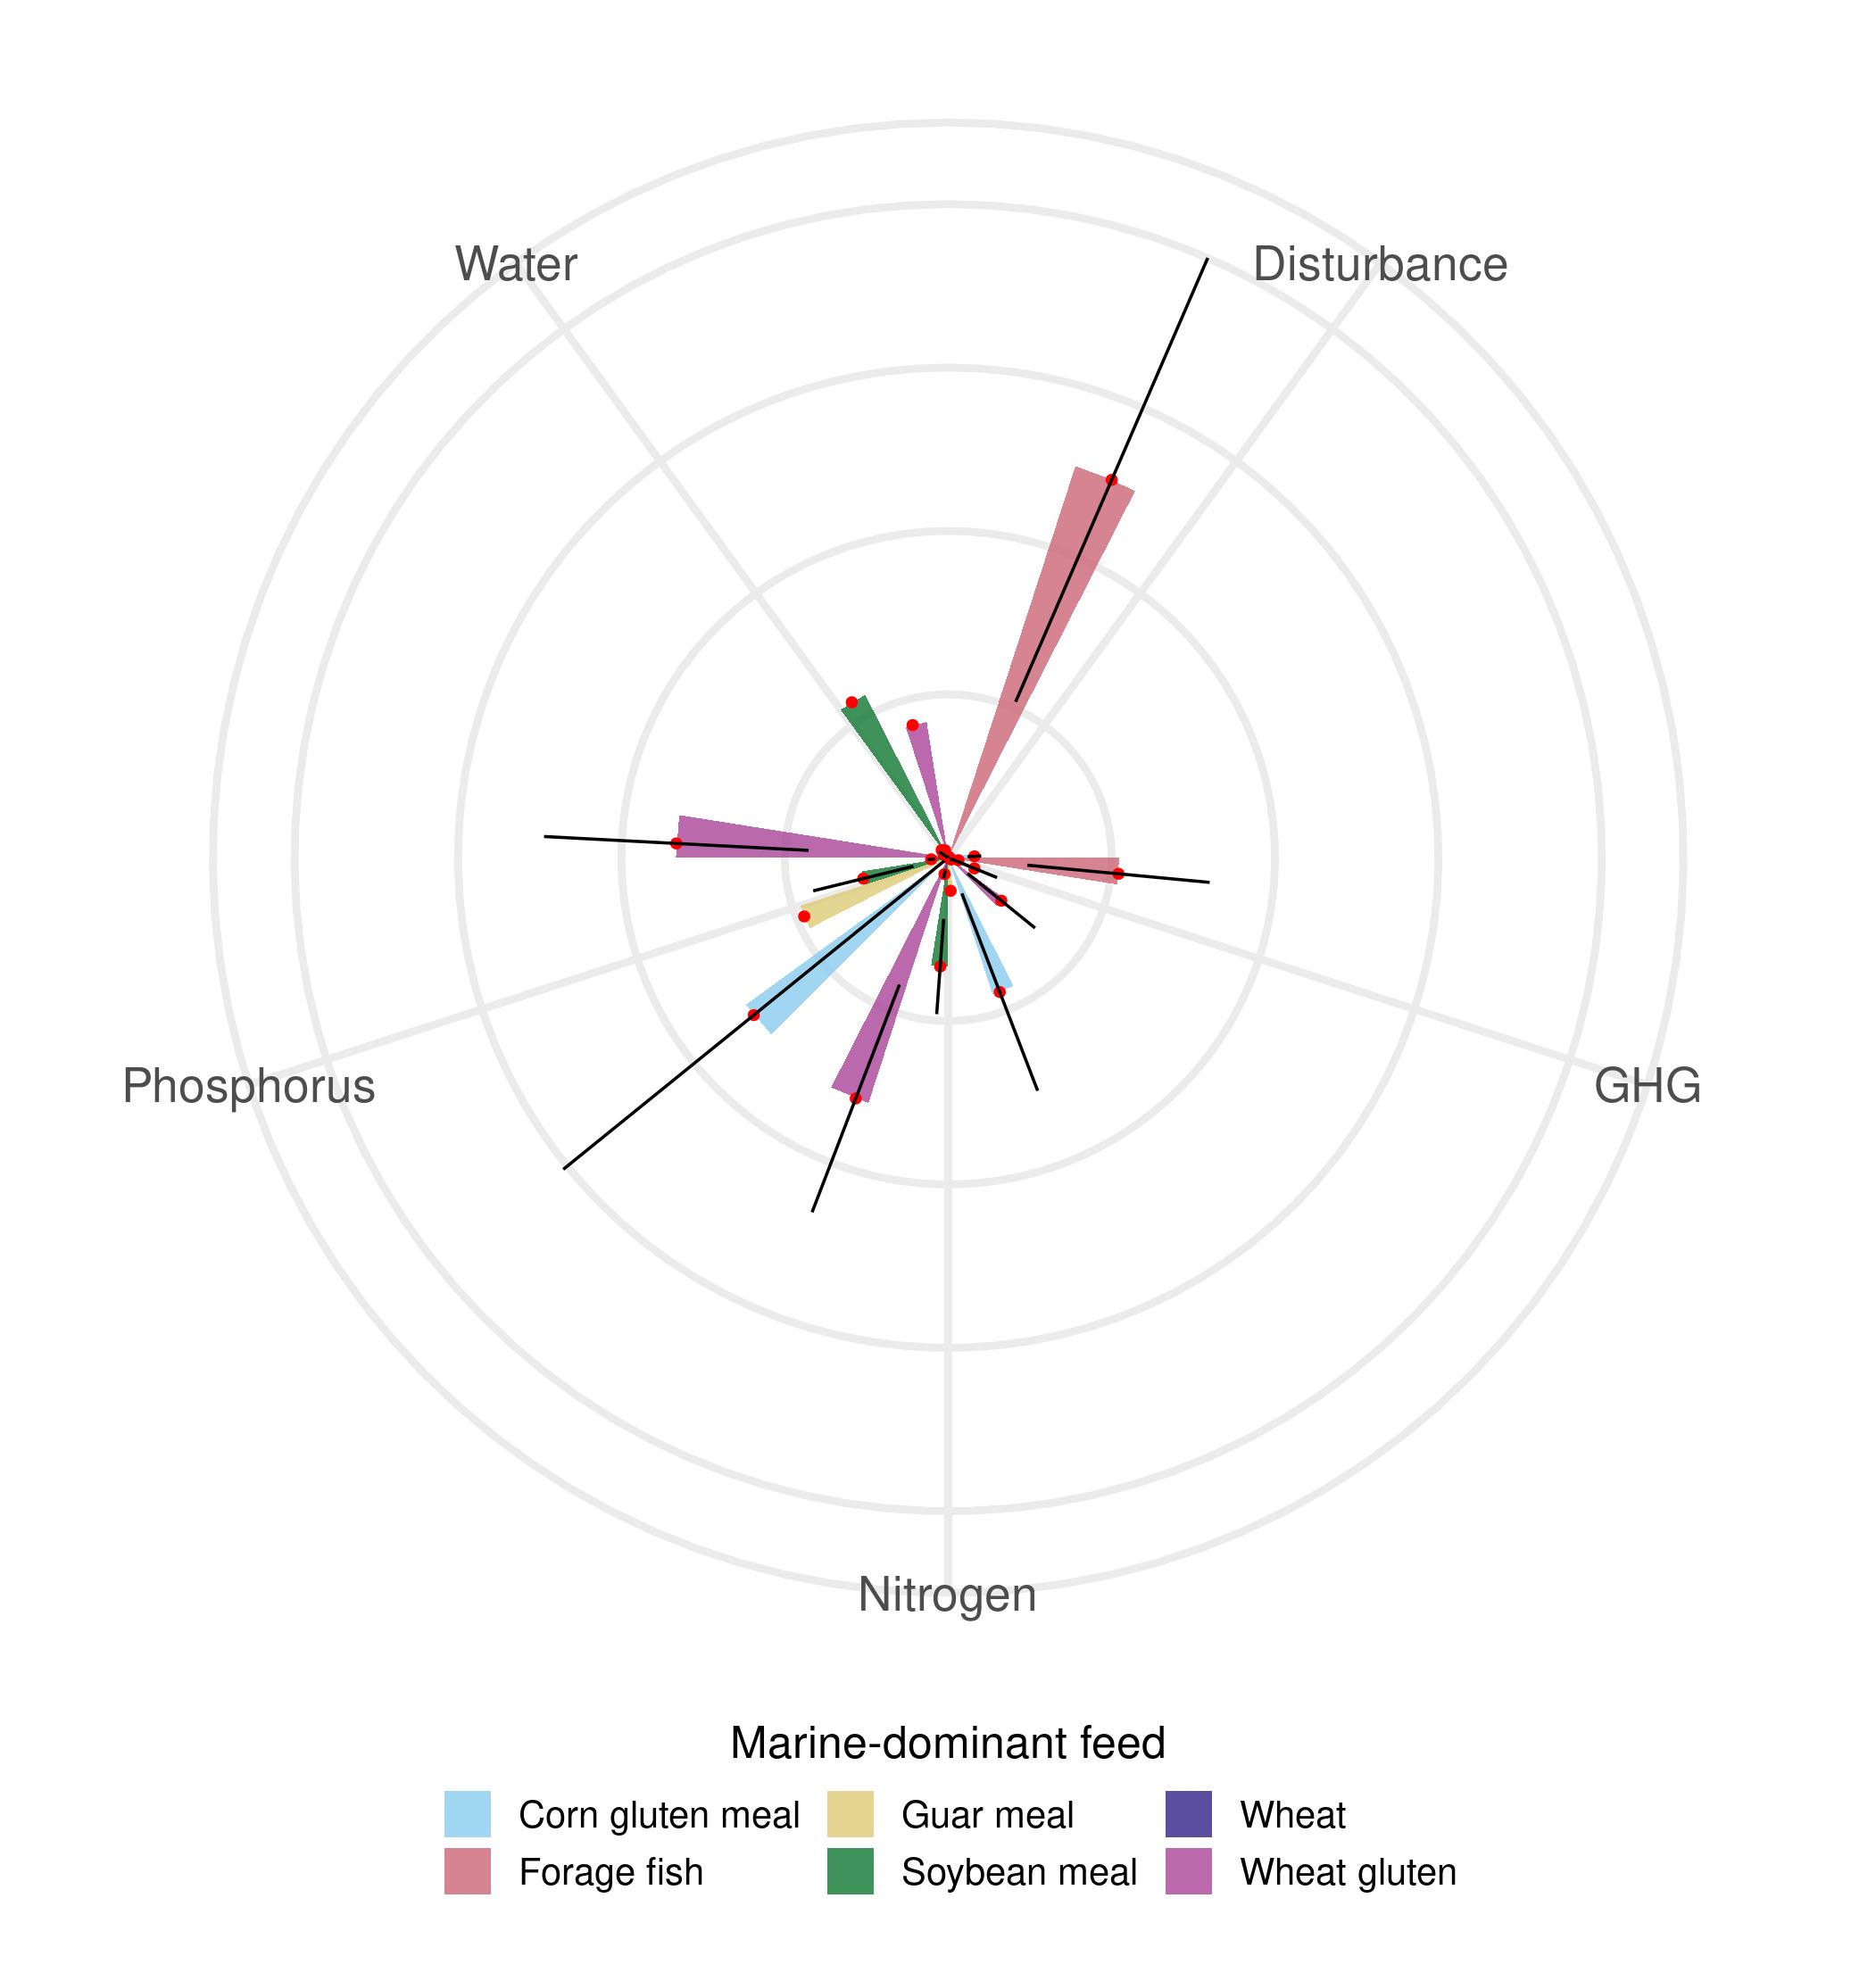 Water
Disturbance
Phosphorus
GHG
Nitrogen
Marine-dominant feed
Corn gluten meal
Guar meal
Wheat
Forage fish
Soybean meal
Wheat gluten